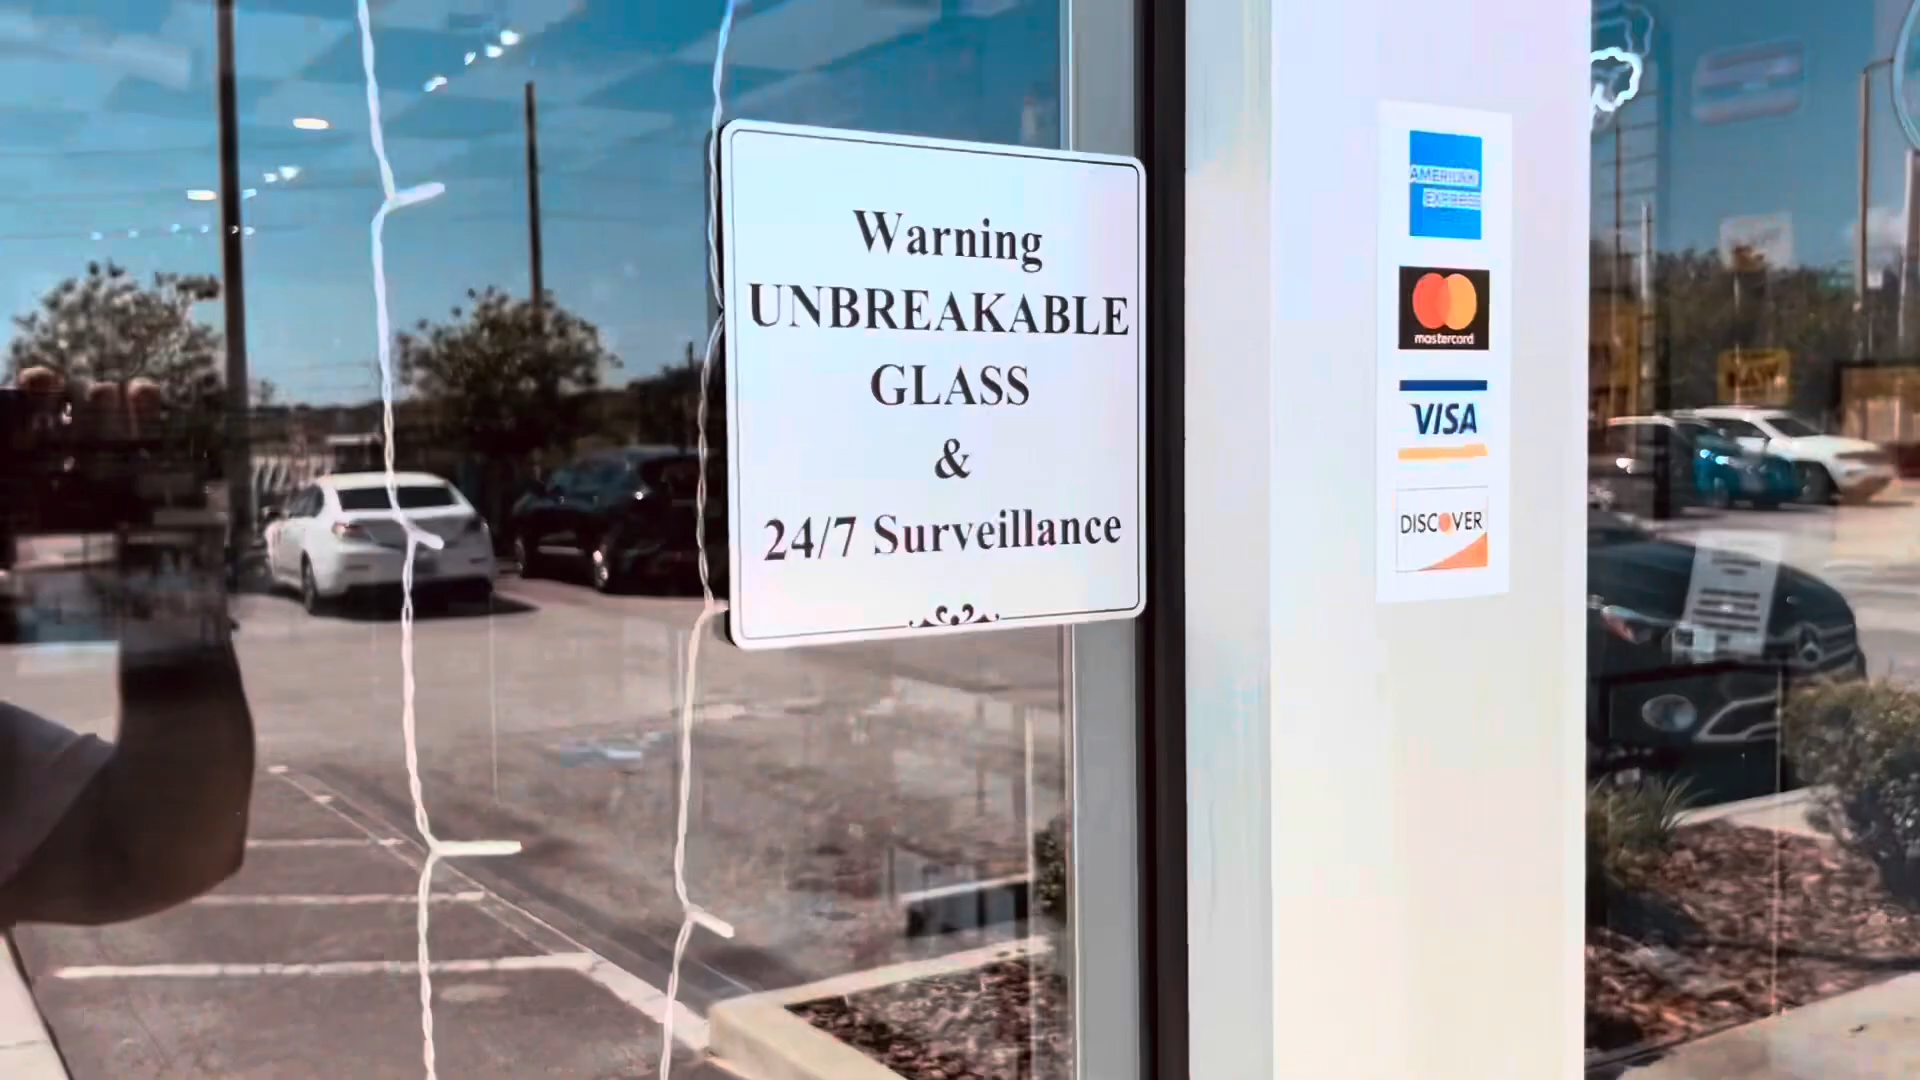 Warning
UNBREAKABLE
GLASS
&
24/7 Surveillance
AMERICAN
EXPRESS
mastercard
VISA
DISCOVER